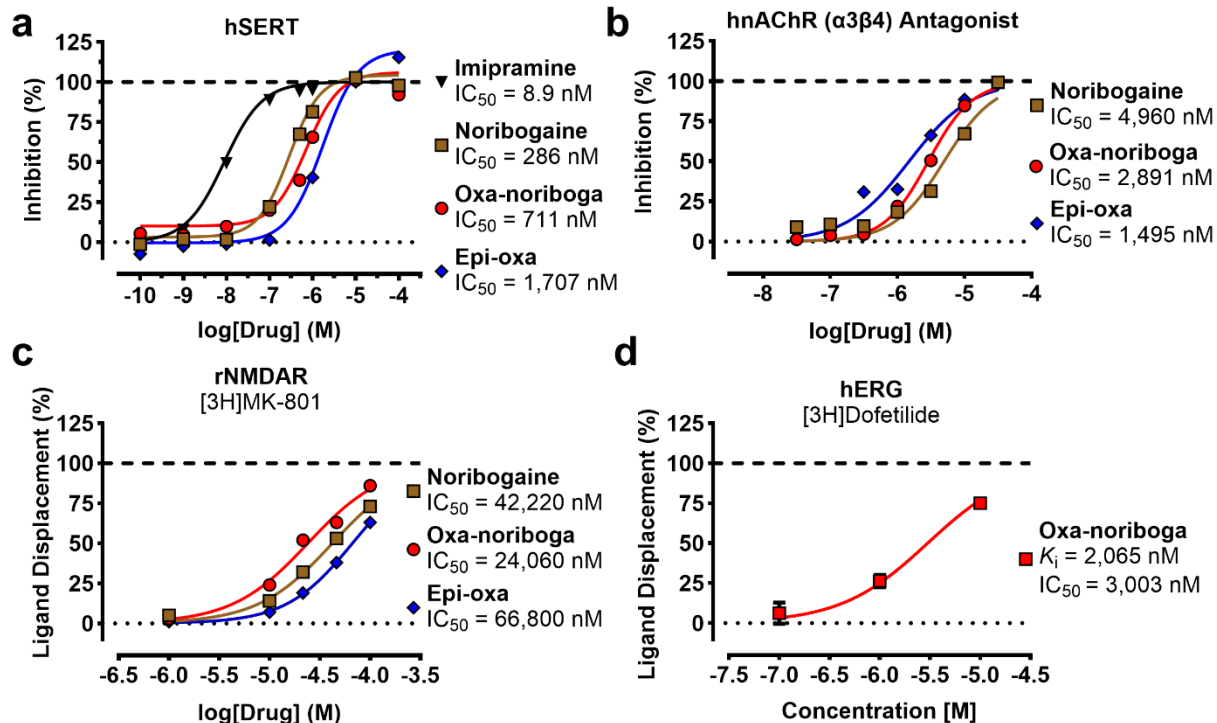 a
hSERT
Inhibition (%)
125
100
75
50
25
0
-10 -9 -8 -7 -6 -5 -4
log[Drug] (M)
Imipramine
IC50 = 8.9 nM
Noribogaine
IC50 = 286 nM
Oxa-noriboga
IC50 = 711 nM
Epi-oxa
IC50 = 1,707 nM
b
hnAChR (α3β4) Antagonist
Inhibition (%)
125
100
75
50
25
0
-8 -7 -6 -5 -4
log[Drug] (M)
Noribogaine
IC50 = 4,960 nM
Oxa-noriboga
IC50 = 2,891 nM
Epi-oxa
IC50 = 1,495 nM
c
rNMDAR
[3H]MK-801
Ligand Displacement (%)
125
100
75
50
25
0
-6.5 -6.0 -5.5 -5.0 -4.5 -4.0 -3.5
log[Drug] (M)
Noribogaine
IC50 = 42,220 nM
Oxa-noriboga
IC50 = 24,060 nM
Epi-oxa
IC50 = 66,800 nM
d
hERG
[3H]Dofetilide
Ligand Displacement (%)
125
100
75
50
25
0
-7.5 -7.0 -6.5 -6.0 -5.5 -5.0 -4.5
Concentration [M]
Oxa-noriboga
Ki = 2,065 nM
IC50 = 3,003 nM